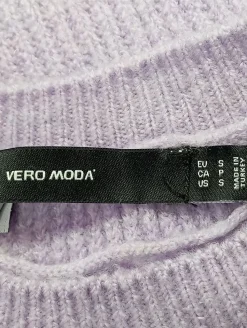 VERO MODA
EU S
CA P
US S
MADE IN
TURKEY